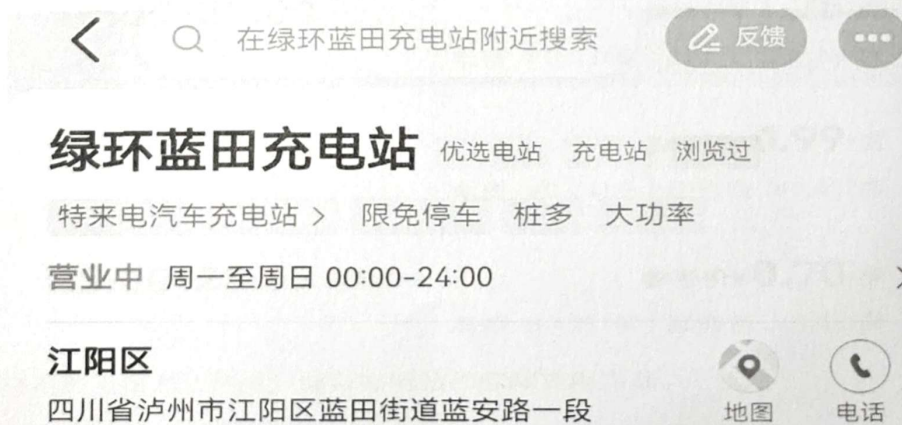 在绿环蓝田充电站附近搜索 反馈
绿环蓝田充电站 优选电站 充电站 浏览过
特来电汽车充电站 > 限免停车 桩多 大功率
营业中 周一至周日 00:00-24:00
江阳区
四川省泸州市江阳区蓝田街道蓝安路一段 地图 电话